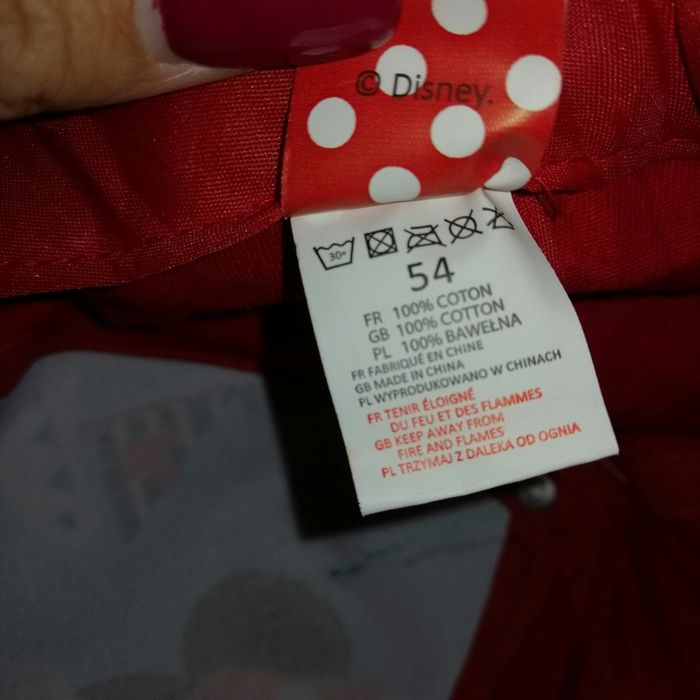 © Disney.
30°
54
FR 100% COTON
GB 100% COTTON
PL 100% BAWEŁNA
FR FABRIQUÉ EN CHINE
GB MADE IN CHINA
PL WYPRODUKOWANO W CHINACH
FR TENIR ÉLOIGNÉ
DU FEU ET DES FLAMMES
GB KEEP AWAY FROM
FIRE AND FLAMES
PL TRZYMAJ Z DALEKA OD OGNIA